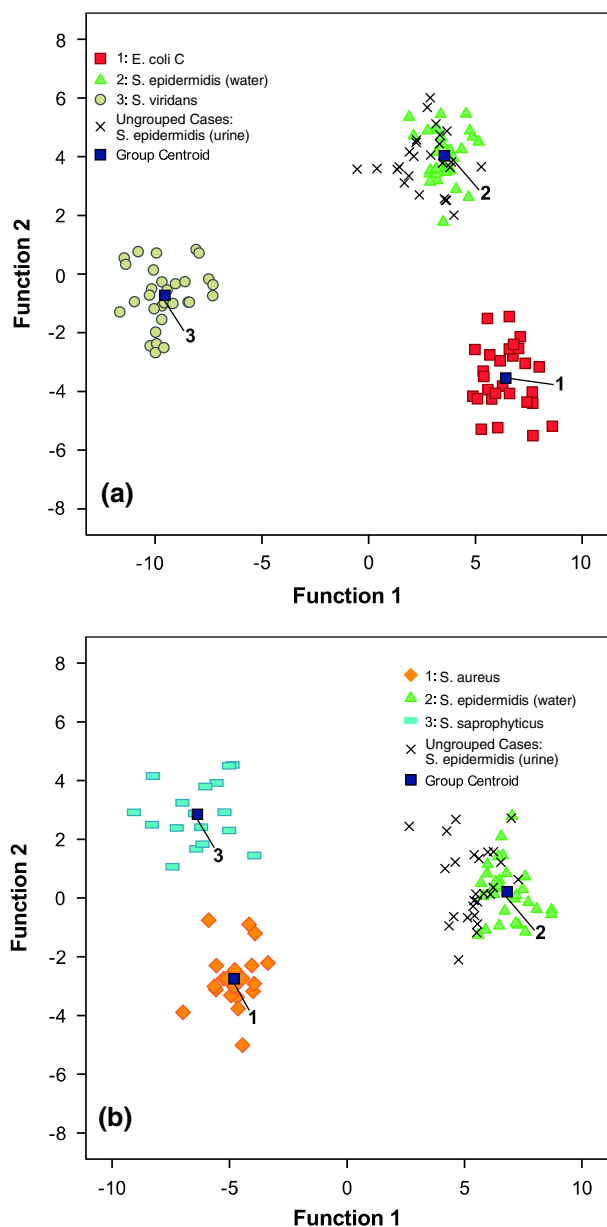 8
6
4
2
0
-2
-4
-6
-8
Function 2
1: E. coli C
2: S. epidermidis (water)
3: S. viridans
Ungrouped Cases:
S. epidermidis (urine)
Group Centroid
2
3
1
(a)
-10
-5
0
5
10
Function 1
8
6
4
2
0
-2
-4
-6
-8
Function 2
1: S. aureus
2: S. epidermidis (water)
3: S. saprophyticus
Ungrouped Cases:
S. epidermidis (urine)
Group Centroid
3
2
1
(b)
-10
-5
0
5
10
Function 1